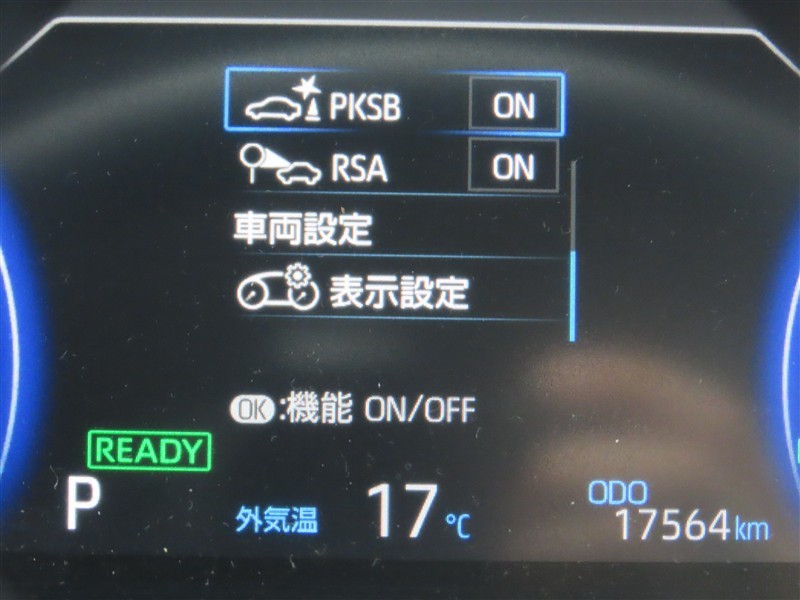 PKSB ON
RSA ON
車両設定
表示設定
OK:機能 ON/OFF
READY
P
外気温 17℃
ODO
17564km